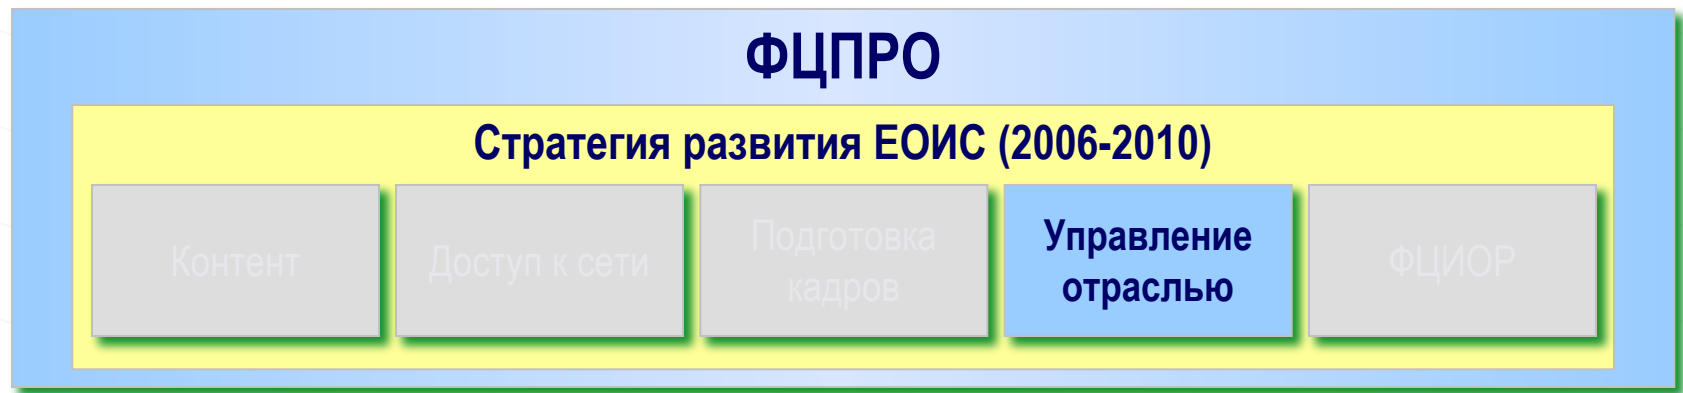 ФЦПРО
Стратегия развития ЕОИС (2006-2010)
Контент
Доступ к сети
Подготовка
кадров
Управление
отраслью
ФЦИОР